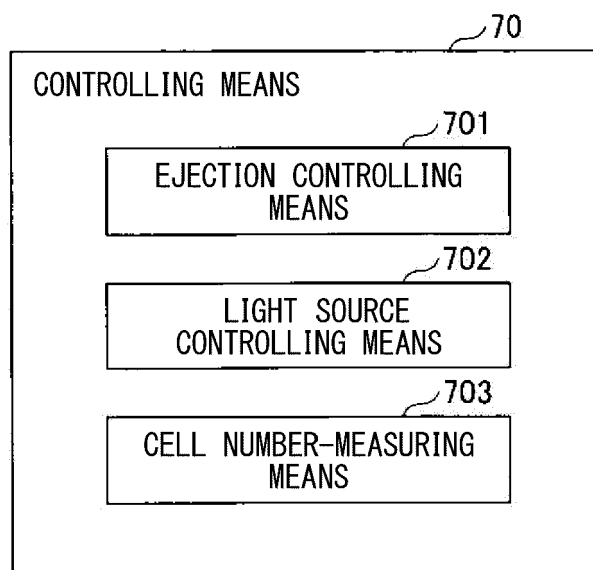 70
CONTROLLING MEANS
701
EJECTION CONTROLLING
MEANS
702
LIGHT SOURCE
CONTROLLING MEANS
703
CELL NUMBER-MEASURING
MEANS